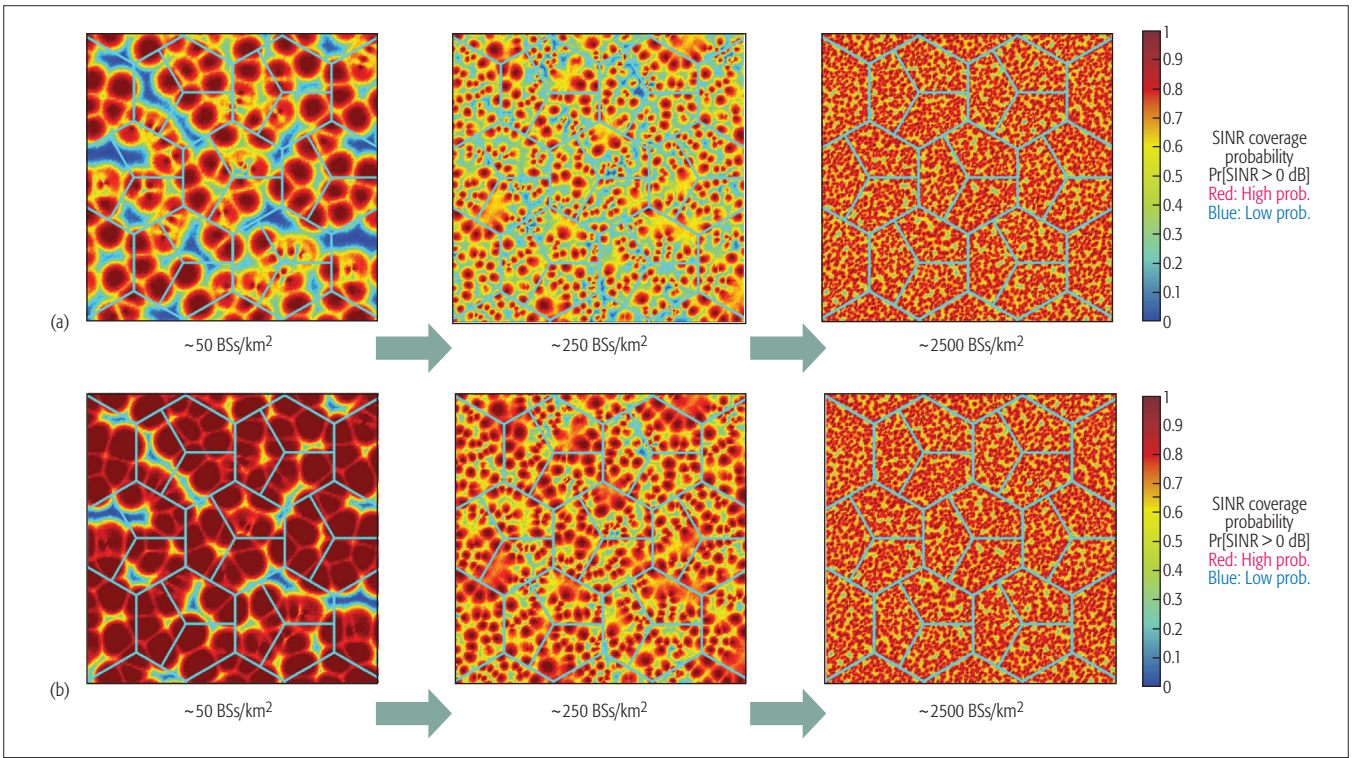 1
0.9
0.8
0.7
0.6
0.5
0.4
0.3
0.2
0.1
0
SINR coverage
probability
Pr[SINR > 0 dB]
Red: High prob.
Blue: Low prob.
(a)
~50 BSs/km²
~250 BSs/km²
~2500 BSs/km²
1
0.9
0.8
0.7
0.6
0.5
0.4
0.3
0.2
0.1
0
SINR coverage
probability
Pr[SINR > 0 dB]
Red: High prob.
Blue: Low prob.
(b)
~50 BSs/km²
~250 BSs/km²
~2500 BSs/km²